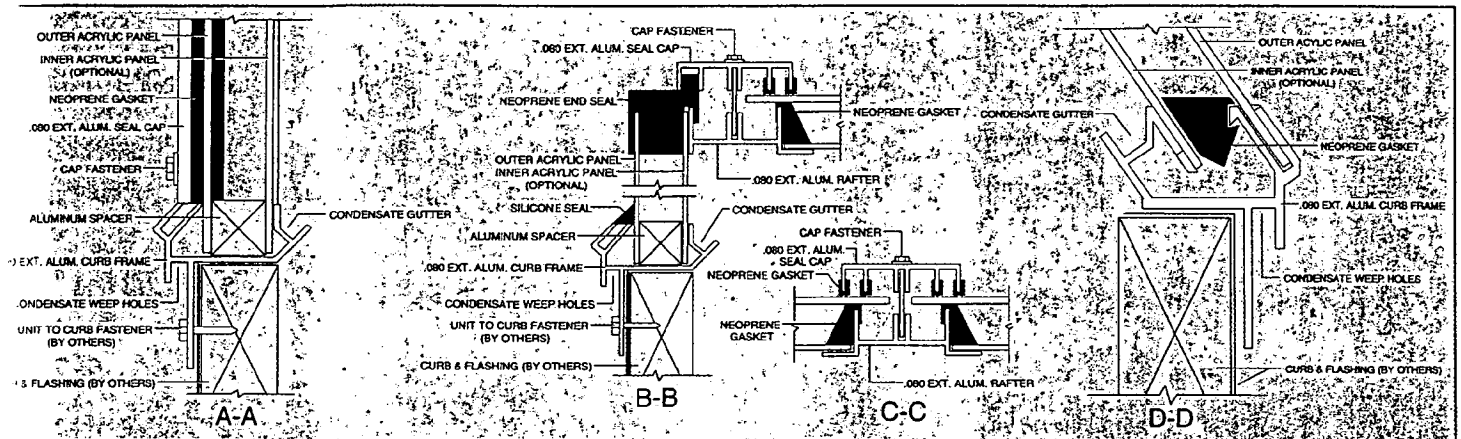 OUTER ACRYLIC PANEL
INNER ACRYLIC PANEL
(OPTIONAL)
NEOPRENE GASKET
.080 EXT. ALUM. SEAL CAP
CAP FASTENER
ALUMINUM SPACER
CONDENSATE GUTTER
EXT. ALUM. CURB FRAME
CONDENSATE WEEP HOLES
UNIT TO CURB FASTENER
(BY OTHERS)
& FLASHING (BY OTHERS)
A-A
CAP FASTENER
.080 EXT. ALUM. SEAL CAP
NEOPRENE END SEAL
NEOPRENE GASKET
OUTER ACRYLIC PANEL
INNER ACRYLIC PANEL
(OPTIONAL)
.080 EXT. ALUM. RAFTER
SILICONE SEAL
CONDENSATE GUTTER
ALUMINUM SPACER
.080 EXT. ALUM. CURB FRAME
CONDENSATE WEEP HOLES
UNIT TO CURB FASTENER
(BY OTHERS)
CURB & FLASHING (BY OTHERS)
B-B
CAP FASTENER
.080 EXT. ALUM.
SEAL CAP
NEOPRENE GASKET
NEOPRENE
GASKET
.080 EXT. ALUM. RAFTER
C-C
OUTER ACRYLIC PANEL
INNER ACRYLIC PANEL
(OPTIONAL)
CONDENSATE GUTTER
NEOPRENE GASKET
.080 EXT. ALUM. CURB FRAME
CONDENSATE WEEP HOLES
CURB & FLASHING (BY OTHERS)
D-D